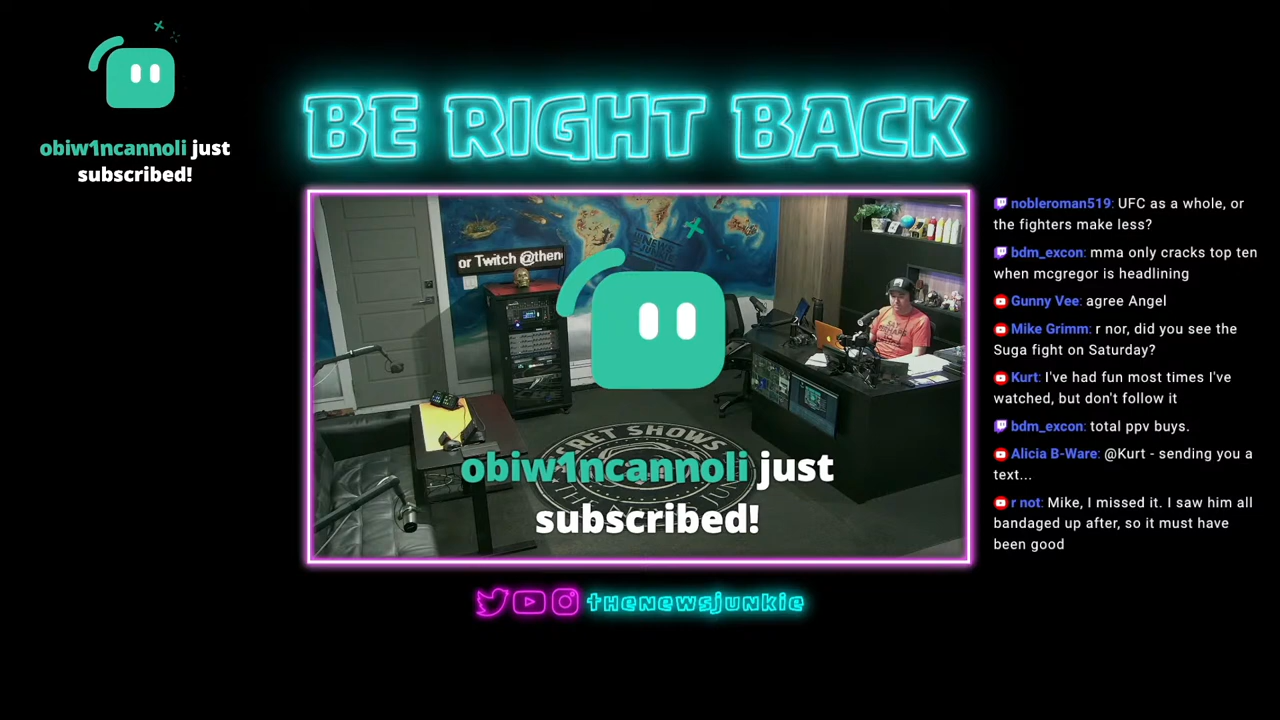 BE RIGHT BACK
obiw1ncannoli just
subscribed!
or Twitch @then
obiw1ncannoli just
subscribed!
nobleroman519: UFC as a whole, or
the fighters make less?
bdm_excon: mma only cracks top ten
when mcgregor is headlining
Gunny Vee: agree Angel
Mike Grimm: r nor, did you see the
Suga fight on Saturday?
Kurt: I've had fun most times I've
watched, but don't follow it
bdm_excon: total ppv buys.
Alicia B-Ware: @Kurt - sending you a
text...
r not: Mike, I missed it. I saw him all
bandaged up after, so it must have
been good
thenewsjunkie